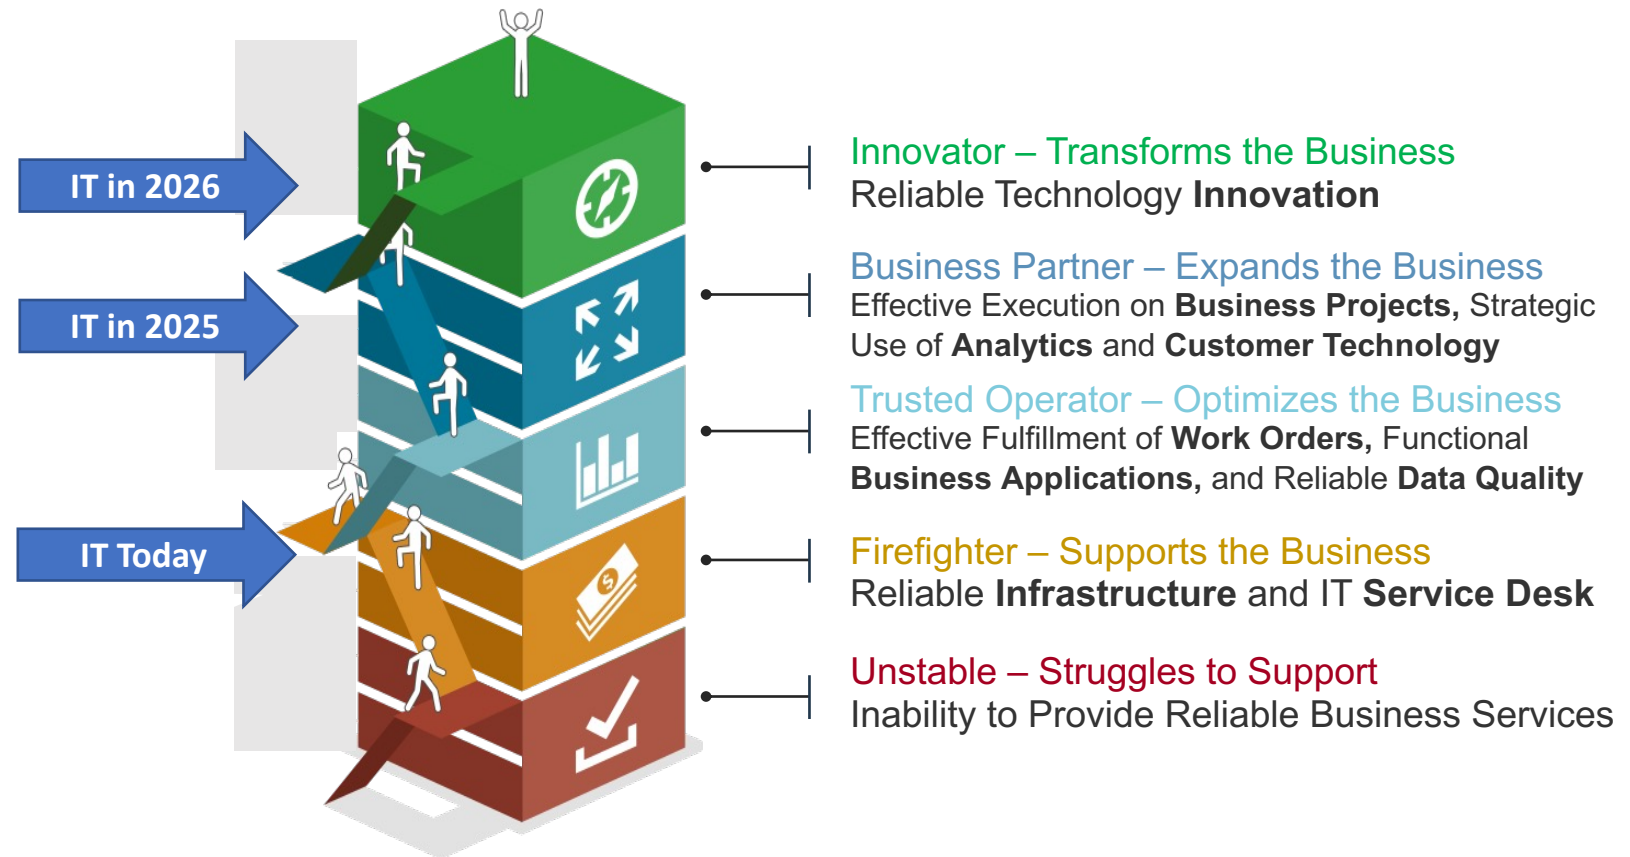 IT in 2026
IT in 2025
IT Today
Innovator – Transforms the Business
Reliable Technology Innovation
Business Partner – Expands the Business
Effective Execution on Business Projects, Strategic
Use of Analytics and Customer Technology
Trusted Operator – Optimizes the Business
Effective Fulfillment of Work Orders, Functional
Business Applications, and Reliable Data Quality
Firefighter – Supports the Business
Reliable Infrastructure and IT Service Desk
Unstable – Struggles to Support
Inability to Provide Reliable Business Services
$